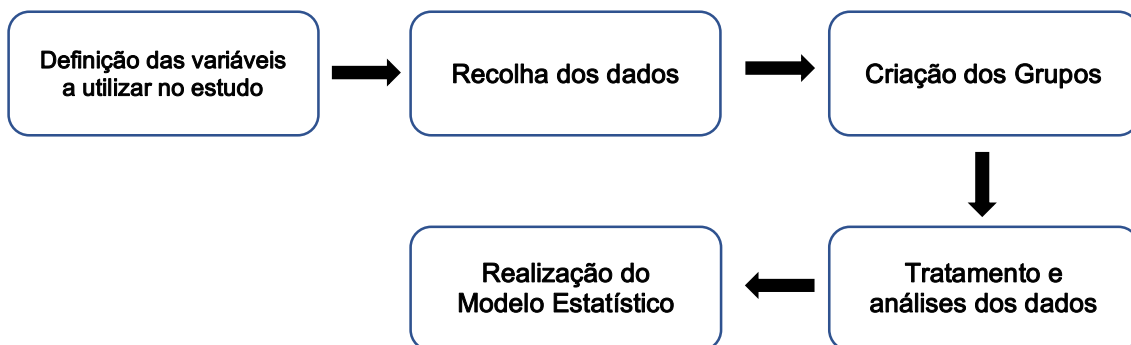 Definição das variáveis
a utilizar no estudo
Recolha dos dados
Criação dos Grupos
Tratamento e
análises dos dados
Realização do
Modelo Estatístico